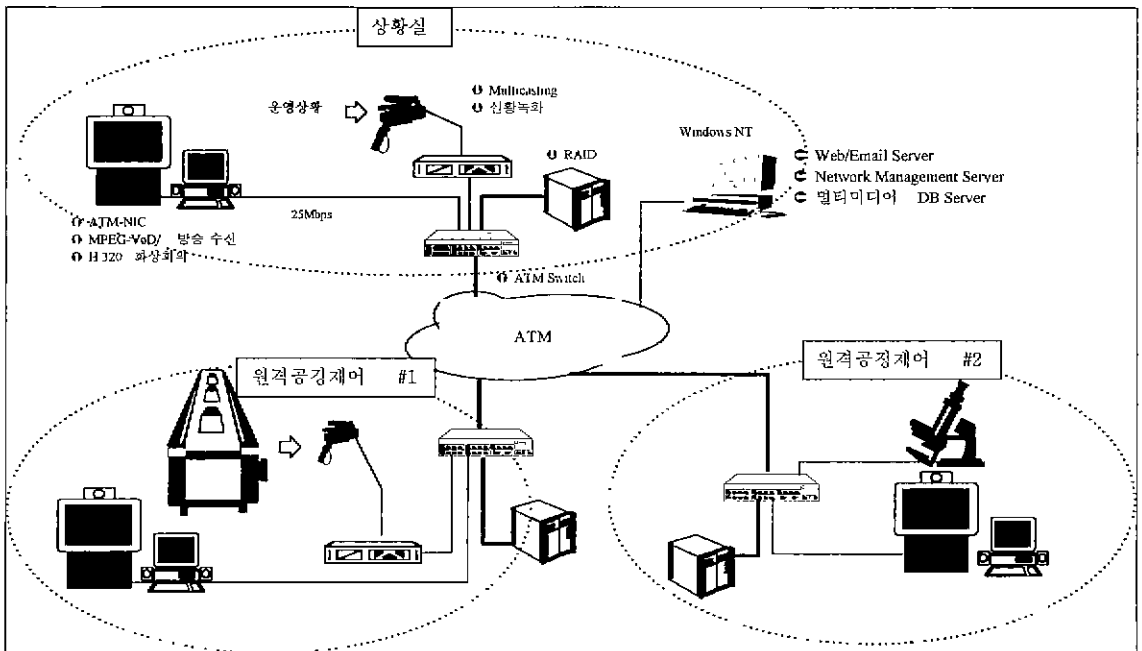 상황실
Multicasting
운영상황
실황녹화
Windows NT
RAID
Web/Email Server
Network Management Server
멀티미디어 DB Server
25Mbps
ATM-NIC
MPEG-VoD/ 방송 수신
H 320 화상회의
ATM Switch
ATM
원격공정제어 #1
원격공정제어 #2